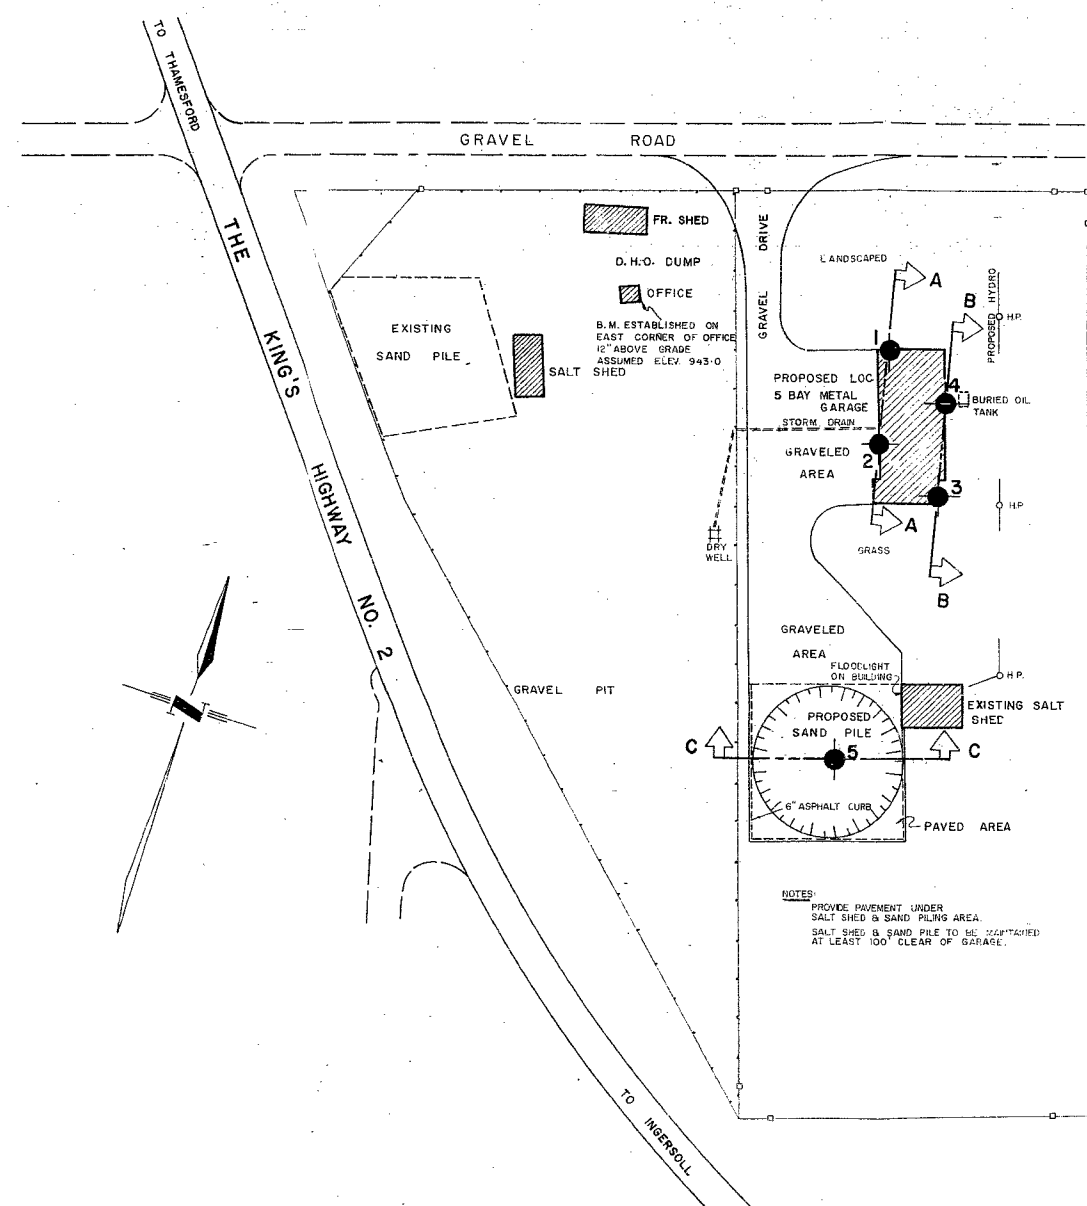 TO THAMESFORD
GRAVEL ROAD
THE KING'S HIGHWAY NO. 2
FR. SHED
D.H.O. DUMP
OFFICE
B.M. ESTABLISHED ON
EAST CORNER OF OFFICE
12" ABOVE GRADE
ASSUMED ELEV. 943.0
EXISTING
SAND PILE
SALT SHED
GRAVEL DRIVE
LANDSCAPED
A
B
PROPOSED HYDRO
H.P.
1
PROPOSED LOC.
5 BAY METAL
GARAGE
4
BURIED OIL
TANK
STORM DRAIN
GRAVELED
AREA
2
3
H.P.
A
DRY
WELL
GRASS
B
GRAVELED
AREA
FLOODLIGHT
ON BUILDING
H.P.
GRAVEL PIT
EXISTING SALT
SHED
PROPOSED
SAND PILE
C
5
C
6" ASPHALT CURB
PAVED AREA
NOTES:
PROVIDE PAVEMENT UNDER
SALT SHED & SAND PILING AREA.
SALT SHED & SAND PILE TO BE MAINTAINED
AT LEAST 100' CLEAR OF GARAGE.
TO INGERSOLL